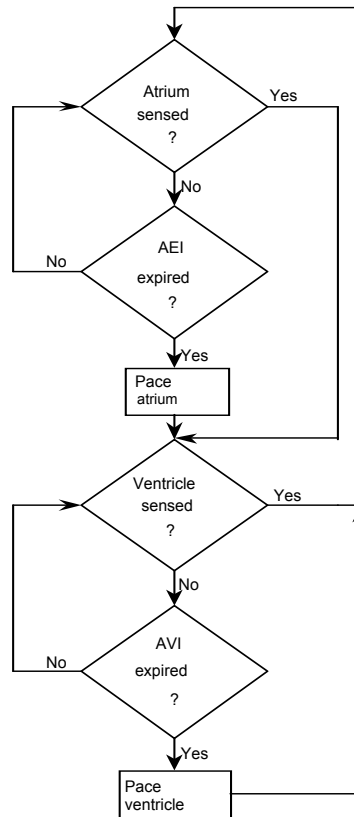 Atrium
sensed
?
Yes
No
AEI
expired
?
No
Yes
Pace
atrium
Ventricle
sensed
?
Yes
No
AVI
expired
?
No
Yes
Pace
ventricle